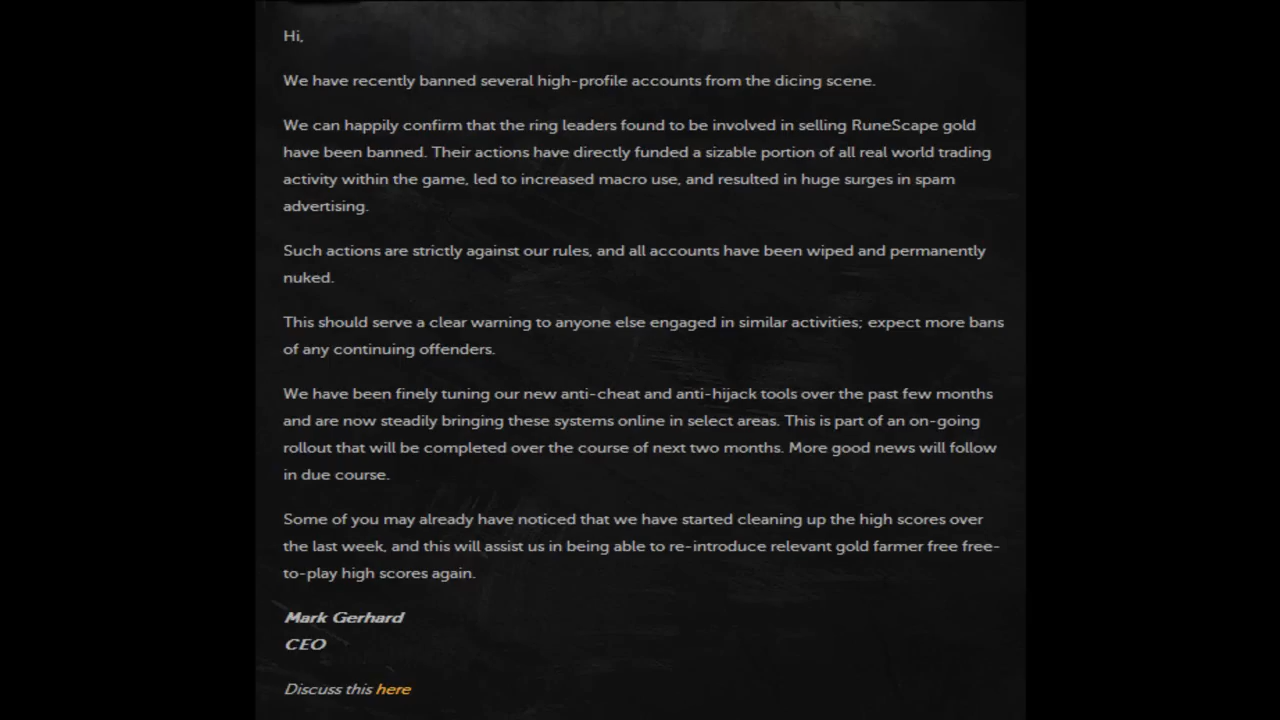 Hi,
We have recently banned several high-profile accounts from the dicing scene.
We can happily confirm that the ring leaders found to be involved in selling RuneScape gold
have been banned. Their actions have directly funded a sizable portion of all real world trading
activity within the game, led to increased macro use, and resulted in huge surges in spam
advertising.
Such actions are strictly against our rules, and all accounts have been wiped and permanently
nuked.
This should serve a clear warning to anyone else engaged in similar activities; expect more bans
of any continuing offenders.
We have been finely tuning our new anti-cheat and anti-hijack tools over the past few months
and are now steadily bringing these systems online in select areas. This is part of an on-going
rollout that will be completed over the course of next two months. More good news will follow
in due course.
Some of you may already have noticed that we have started cleaning up the high scores over
the last week, and this will assist us in being able to re-introduce relevant gold farmer free free-
to-play high scores again.
Mark Gerhard
CEO
Discuss this here